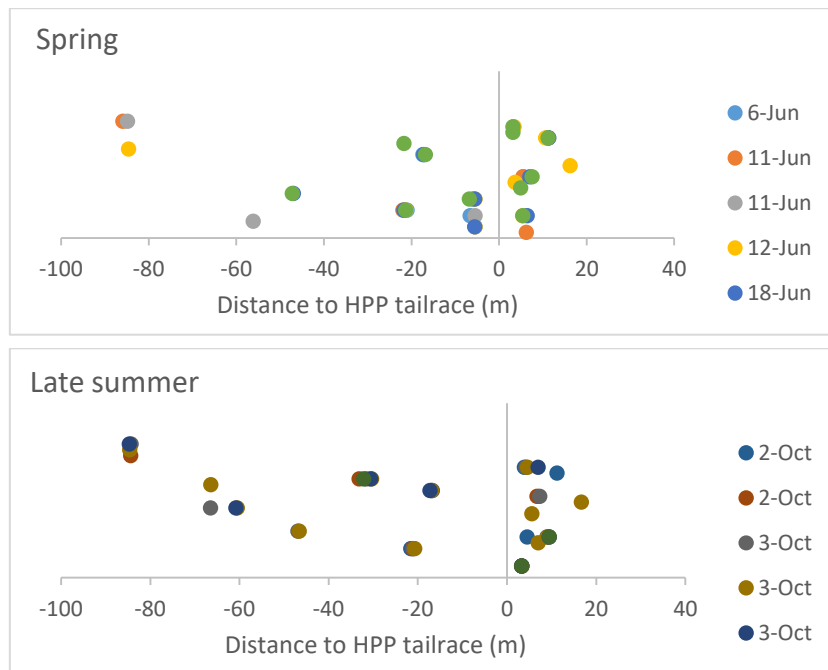 Spring
6-Jun
11-Jun
11-Jun
12-Jun
18-Jun
-100 -80 -60 -40 -20 0 20 40
Distance to HPP tailrace (m)
Late summer
2-Oct
2-Oct
3-Oct
3-Oct
3-Oct
-100 -80 -60 -40 -20 0 20 40
Distance to HPP tailrace (m)